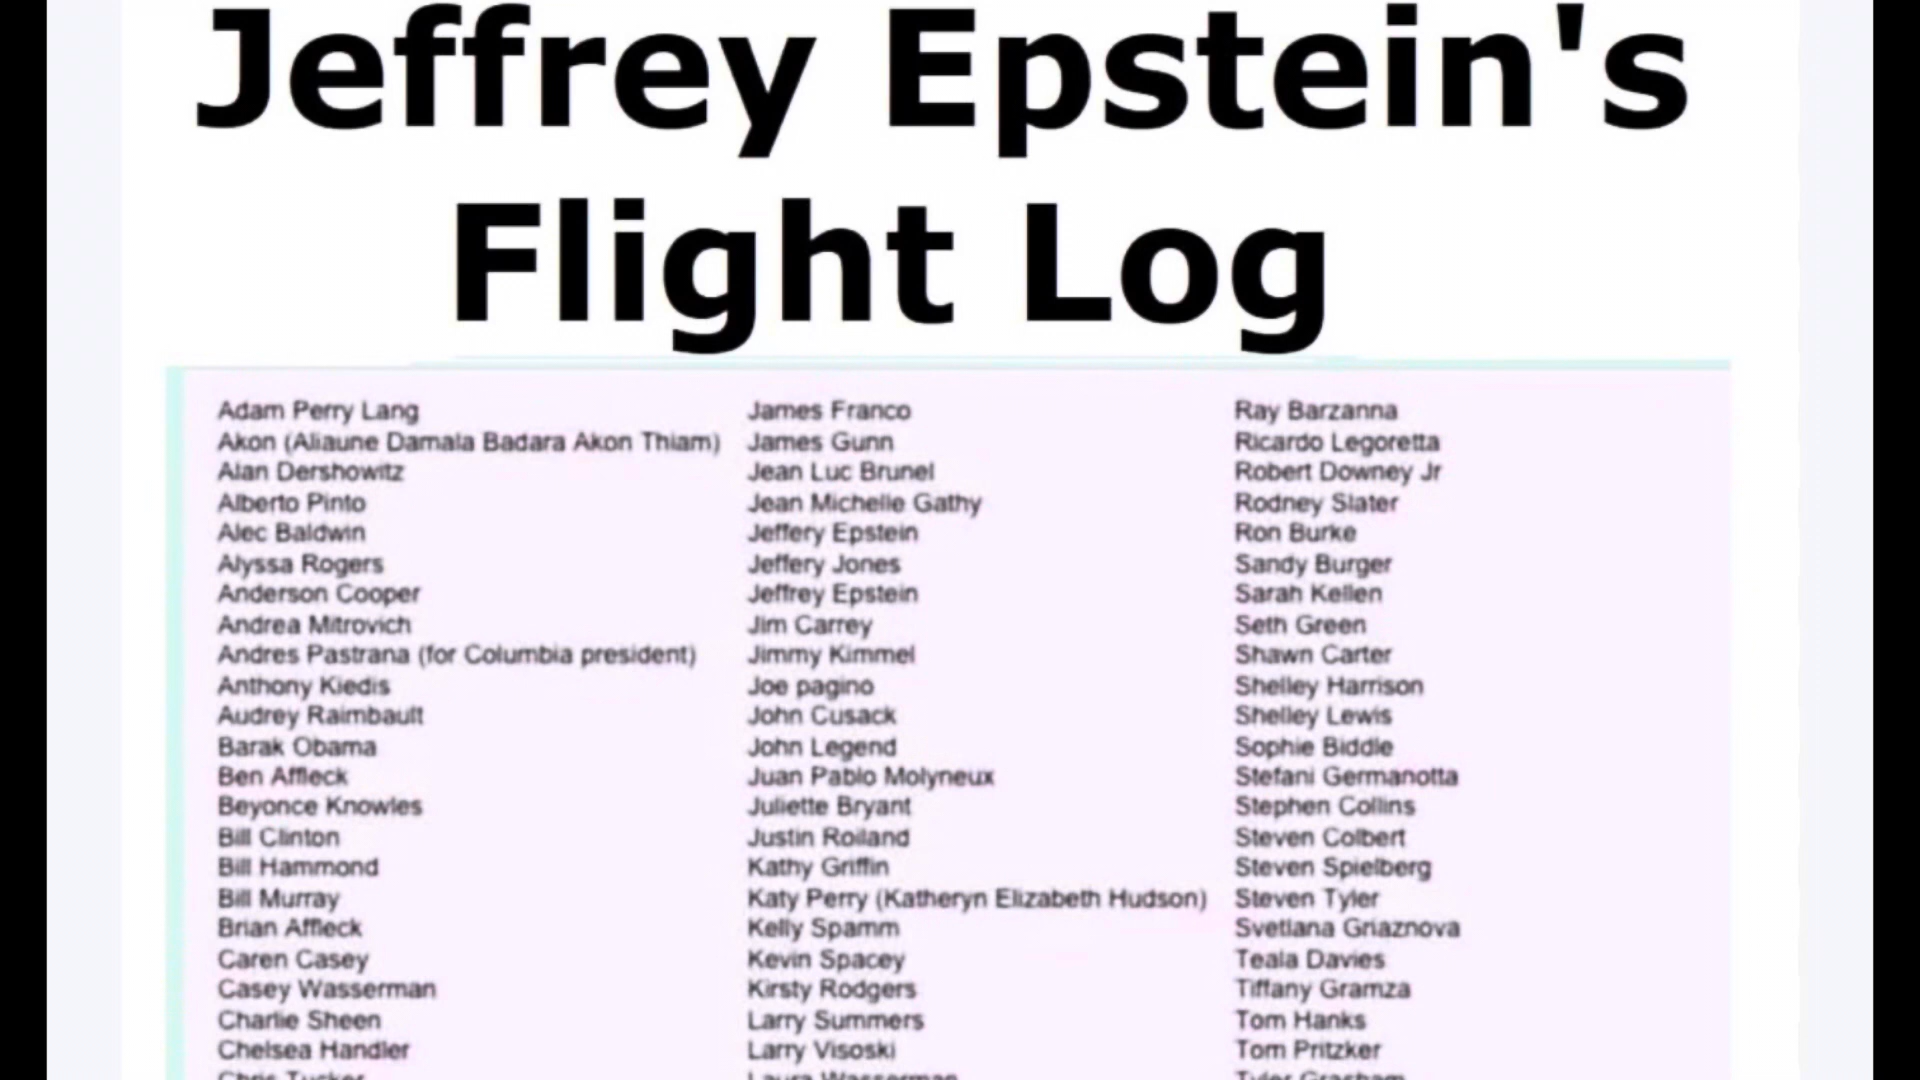 Jeffrey Epstein's
Flight Log
Adam Perry Lang
Akon (Aliaune Damala Badara Akon Thiam)
Alan Dershowitz
Alberto Pinto
Alec Baldwin
Alyssa Rogers
Anderson Cooper
Andrea Mitrovich
Andres Pastrana (for Columbia president)
Anthony Kiedis
Audrey Raimbault
Barak Obama
Ben Affleck
Beyonce Knowles
Bill Clinton
Bill Hammond
Bill Murray
Brian Affleck
Caren Casey
Casey Wasserman
Charlie Sheen
Chelsea Handler
Chris Tucker
James Franco
James Gunn
Jean Luc Brunel
Jean Michelle Gathy
Jeffery Epstein
Jeffery Jones
Jeffrey Epstein
Jim Carrey
Jimmy Kimmel
Joe pagino
John Cusack
John Legend
Juan Pablo Molyneux
Juliette Bryant
Justin Roiland
Kathy Griffin
Katy Perry (Katheryn Elizabeth Hudson)
Kelly Spamm
Kevin Spacey
Kirsty Rodgers
Larry Summers
Larry Visoski
Laura Wasserman
Ray Barzanna
Ricardo Legoretta
Robert Downey Jr
Rodney Slater
Ron Burke
Sandy Burger
Sarah Kellen
Seth Green
Shawn Carter
Shelley Harrison
Shelley Lewis
Sophie Biddle
Stefani Germanotta
Stephen Collins
Steven Colbert
Steven Spielberg
Steven Tyler
Svetlana Griaznova
Teala Davies
Tiffany Gramza
Tom Hanks
Tom Pritzker
Tyler Grasham